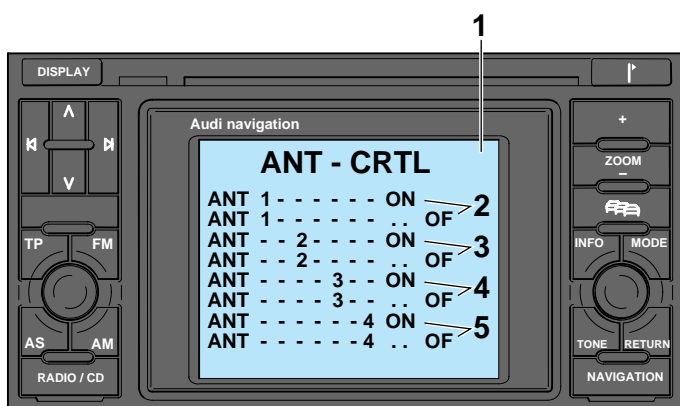 1
DISPLAY
Audi navigation
ANT - CRTL
ANT 1 - - - - - - ON
ANT 1 - - - - - - . . OF
2
ANT - - 2 - - - - ON
ANT - - 2 - - - - . . OF
3
ANT - - - - 3 - - ON
ANT - - - - 3 - - . . OF
4
ANT - - - - - - 4 ON
ANT - - - - - - 4 . . OF
5
TP FM
AS AM
RADIO / CD
+
ZOOM
–
INFO MODE
TONE RETURN
NAVIGATION